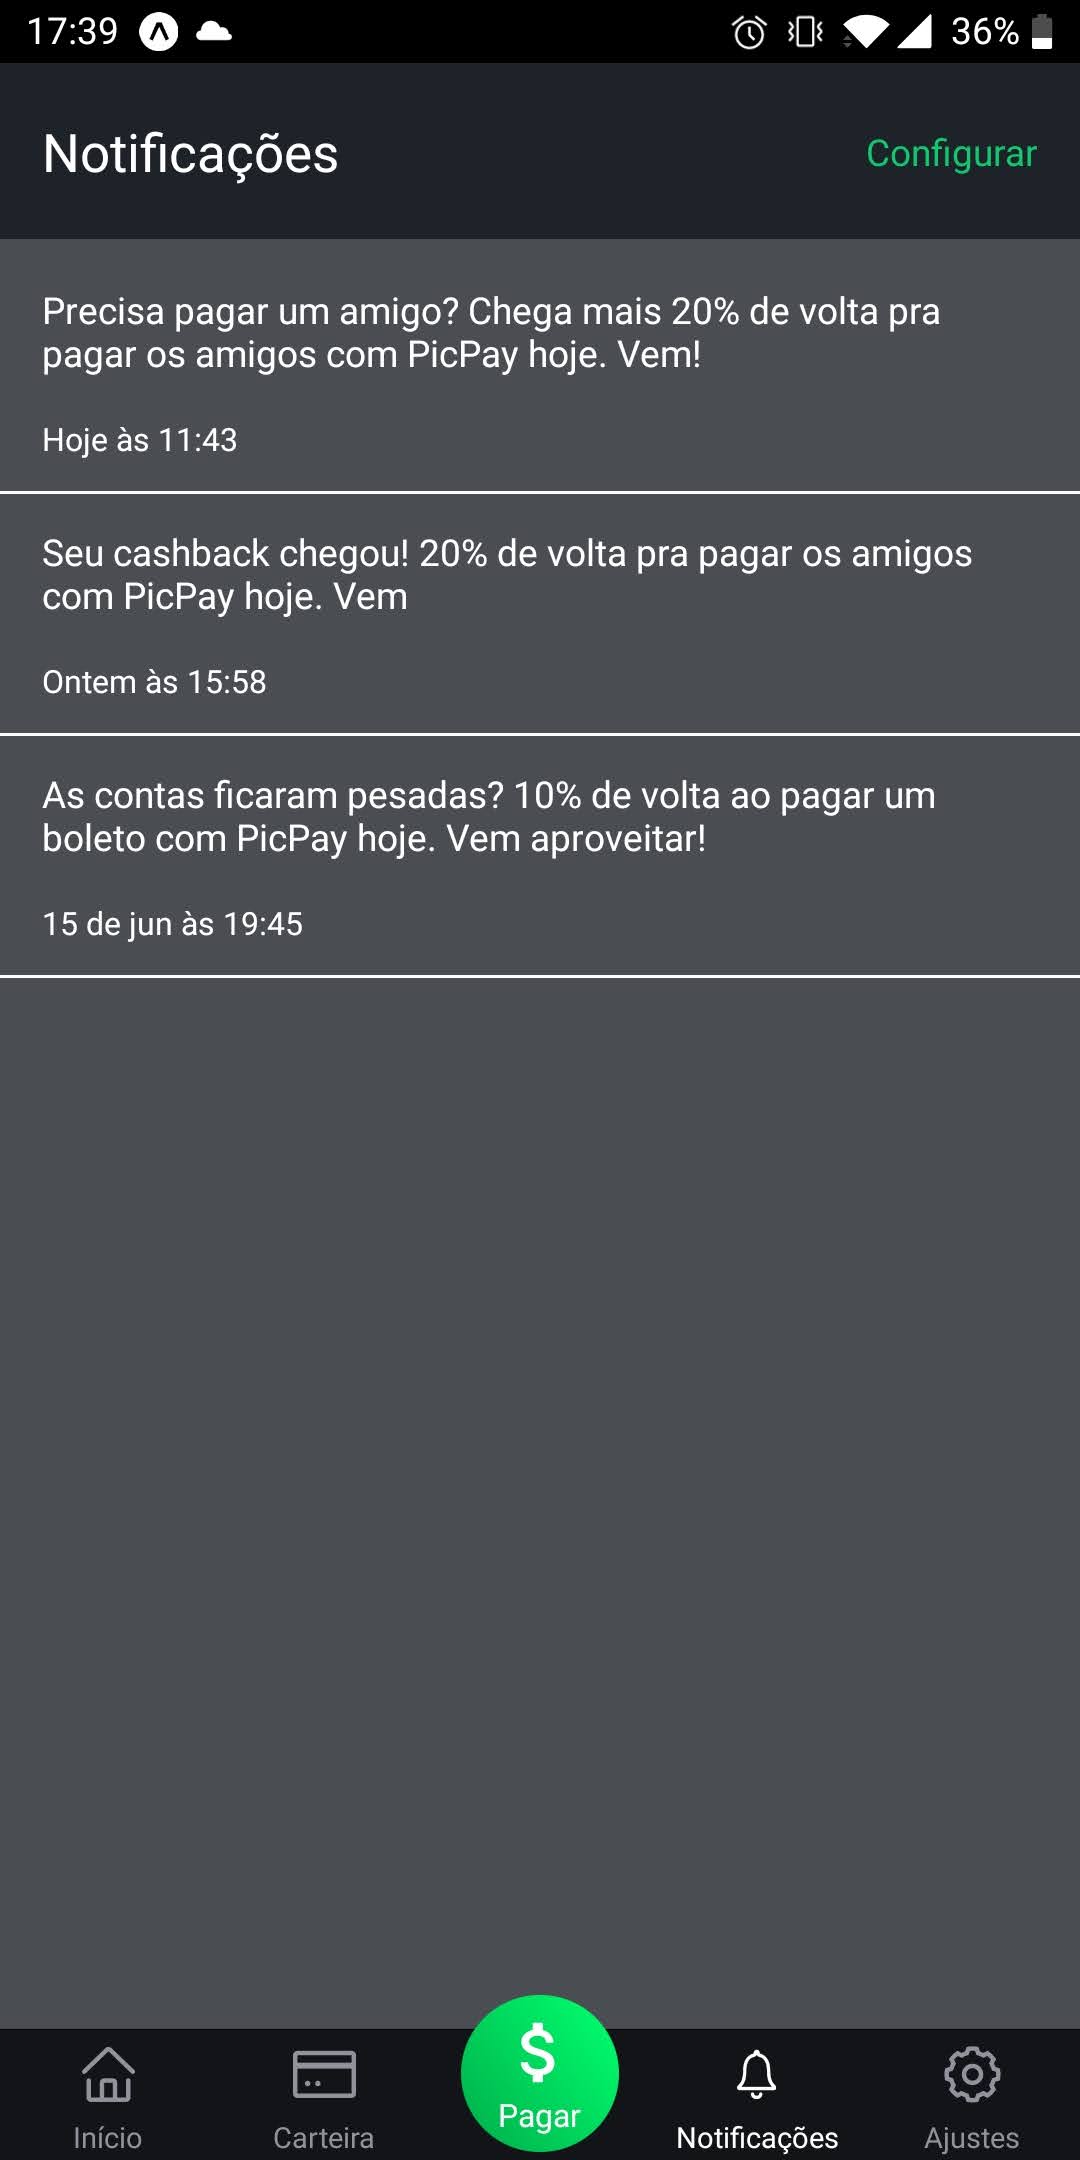 17:39
36%
Notificações
Configurar
Precisa pagar um amigo? Chega mais 20% de volta pra
pagar os amigos com PicPay hoje. Vem!
Hoje às 11:43
Seu cashback chegou! 20% de volta pra pagar os amigos
com PicPay hoje. Vem
Ontem às 15:58
As contas ficaram pesadas? 10% de volta ao pagar um
boleto com PicPay hoje. Vem aproveitar!
15 de jun às 19:45
$
Início
Carteira
Pagar
Notificações
Ajustes